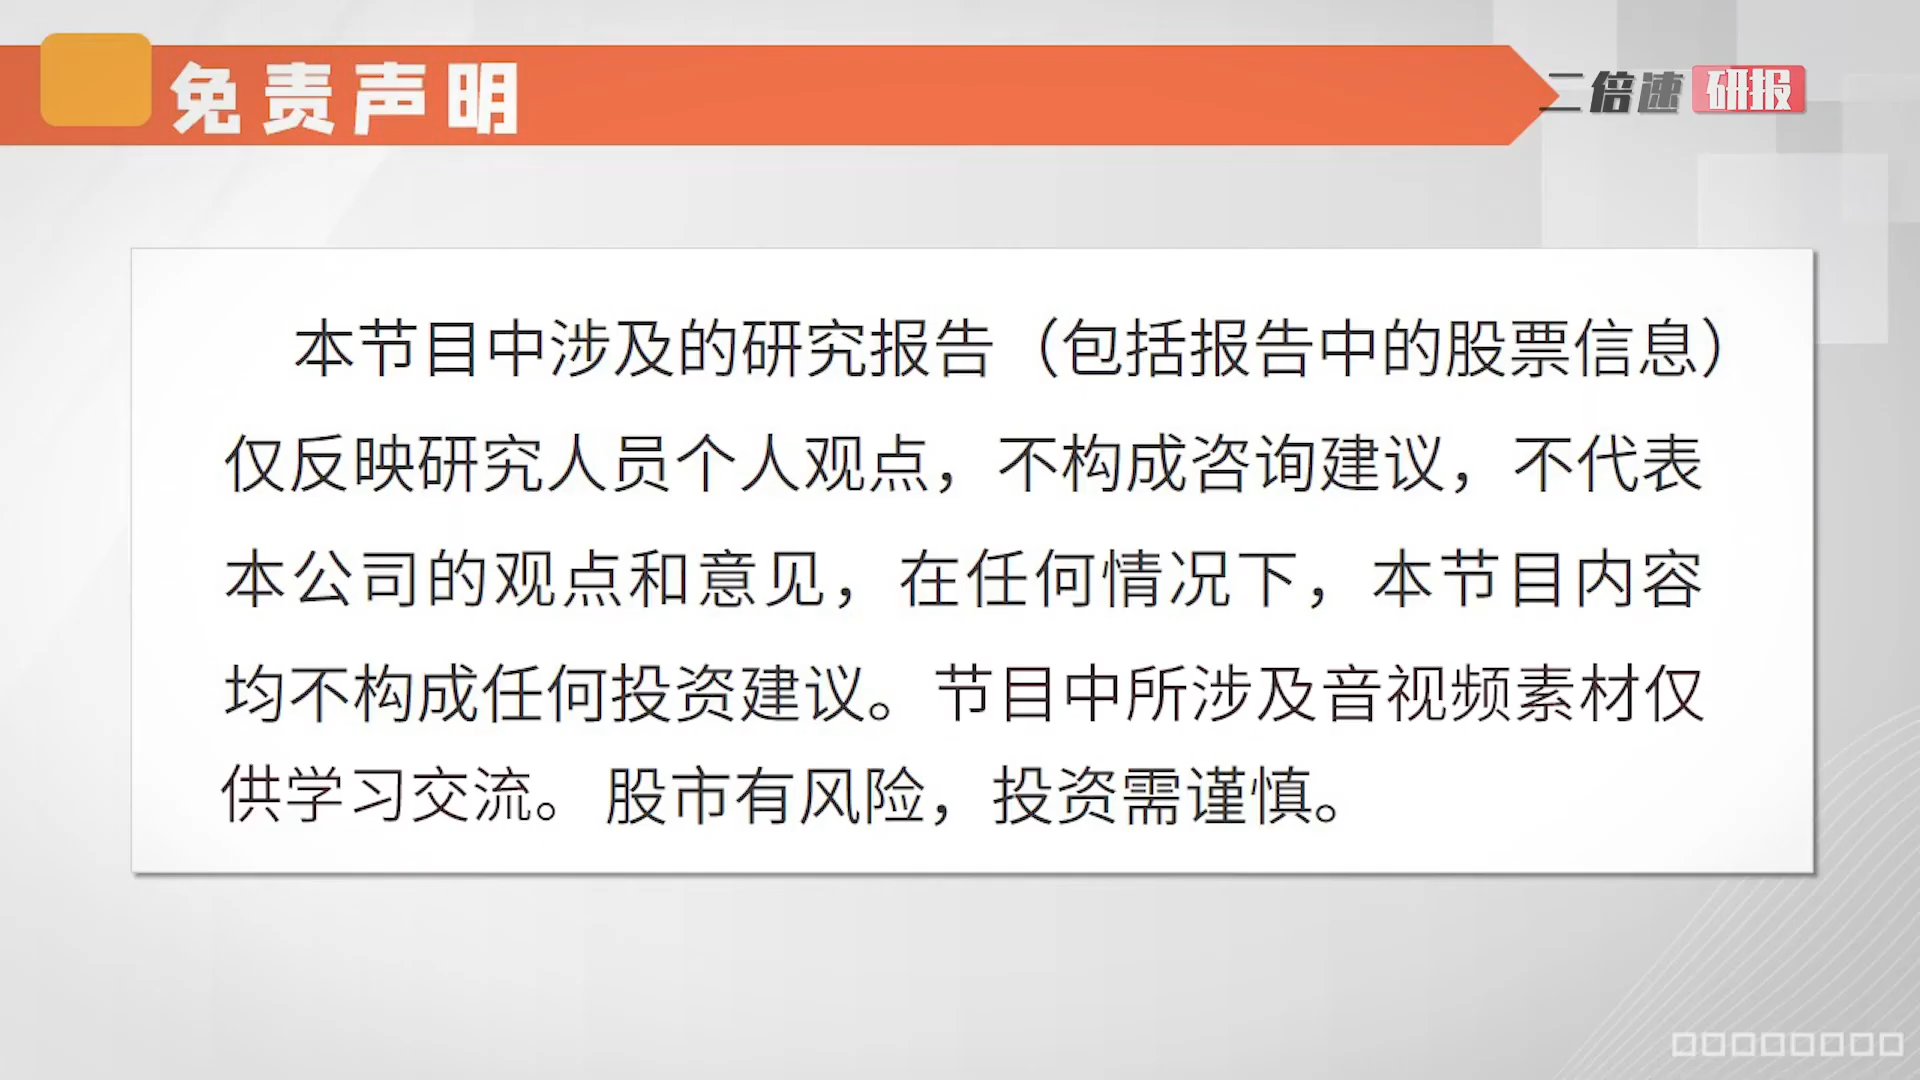 免责声明
二倍速 研报
本节目中涉及的研究报告（包括报告中的股票信息）
仅反映研究人员个人观点，不构成咨询建议，不代表
本公司的观点和意见，在任何情况下，本节目内容
均不构成任何投资建议。节目中所涉及音视频素材仅
供学习交流。 股市有风险，投资需谨慎。